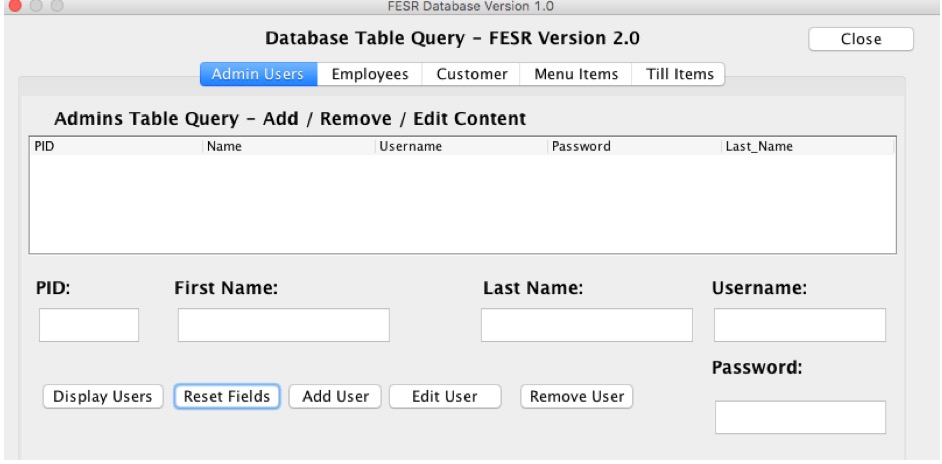 FESR Database Version 1.0
Database Table Query – FESR Version 2.0 Close
Admin Users Employees Customer Menu Items Till Items
Admins Table Query – Add / Remove / Edit Content
PID Name Username Password Last_Name
PID: First Name: Last Name: Username:
Password:
Display Users Reset Fields Add User Edit User Remove User